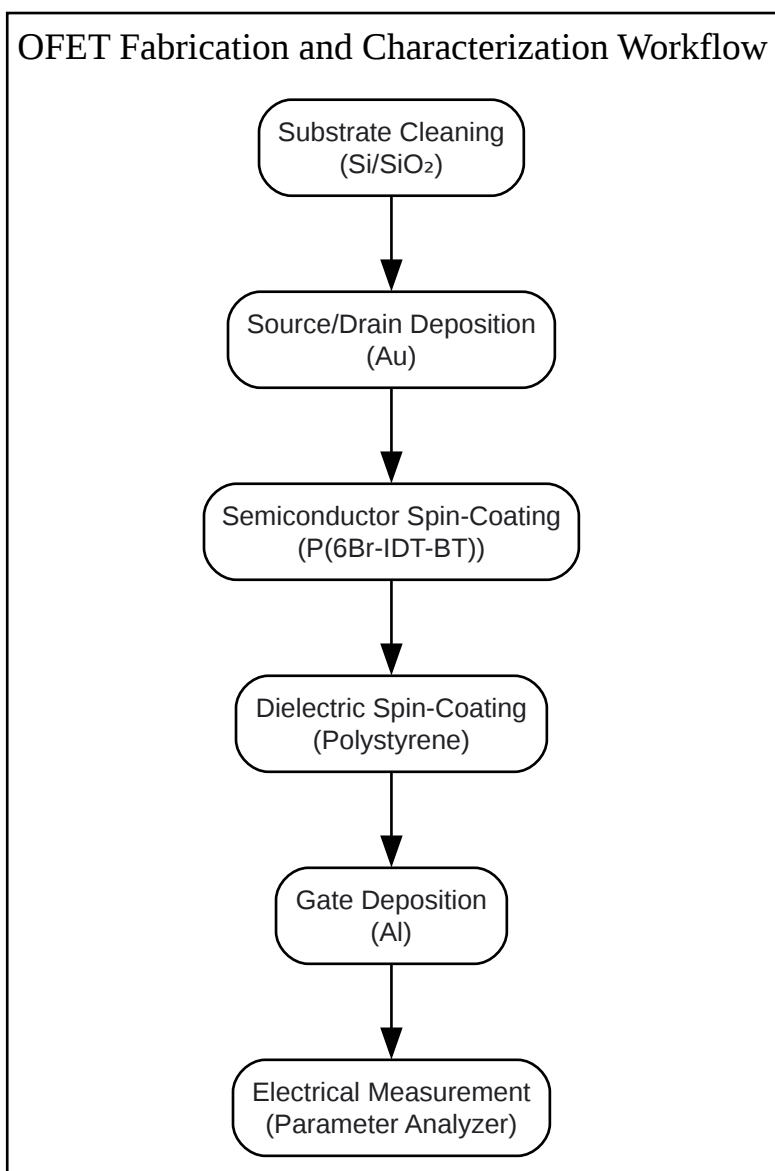 OFET Fabrication and Characterization Workflow
Substrate Cleaning
(Si/SiO₂)
Source/Drain Deposition
(Au)
Semiconductor Spin-Coating
(P(6Br-IDT-BT))
Dielectric Spin-Coating
(Polystyrene)
Gate Deposition
(Al)
Electrical Measurement
(Parameter Analyzer)